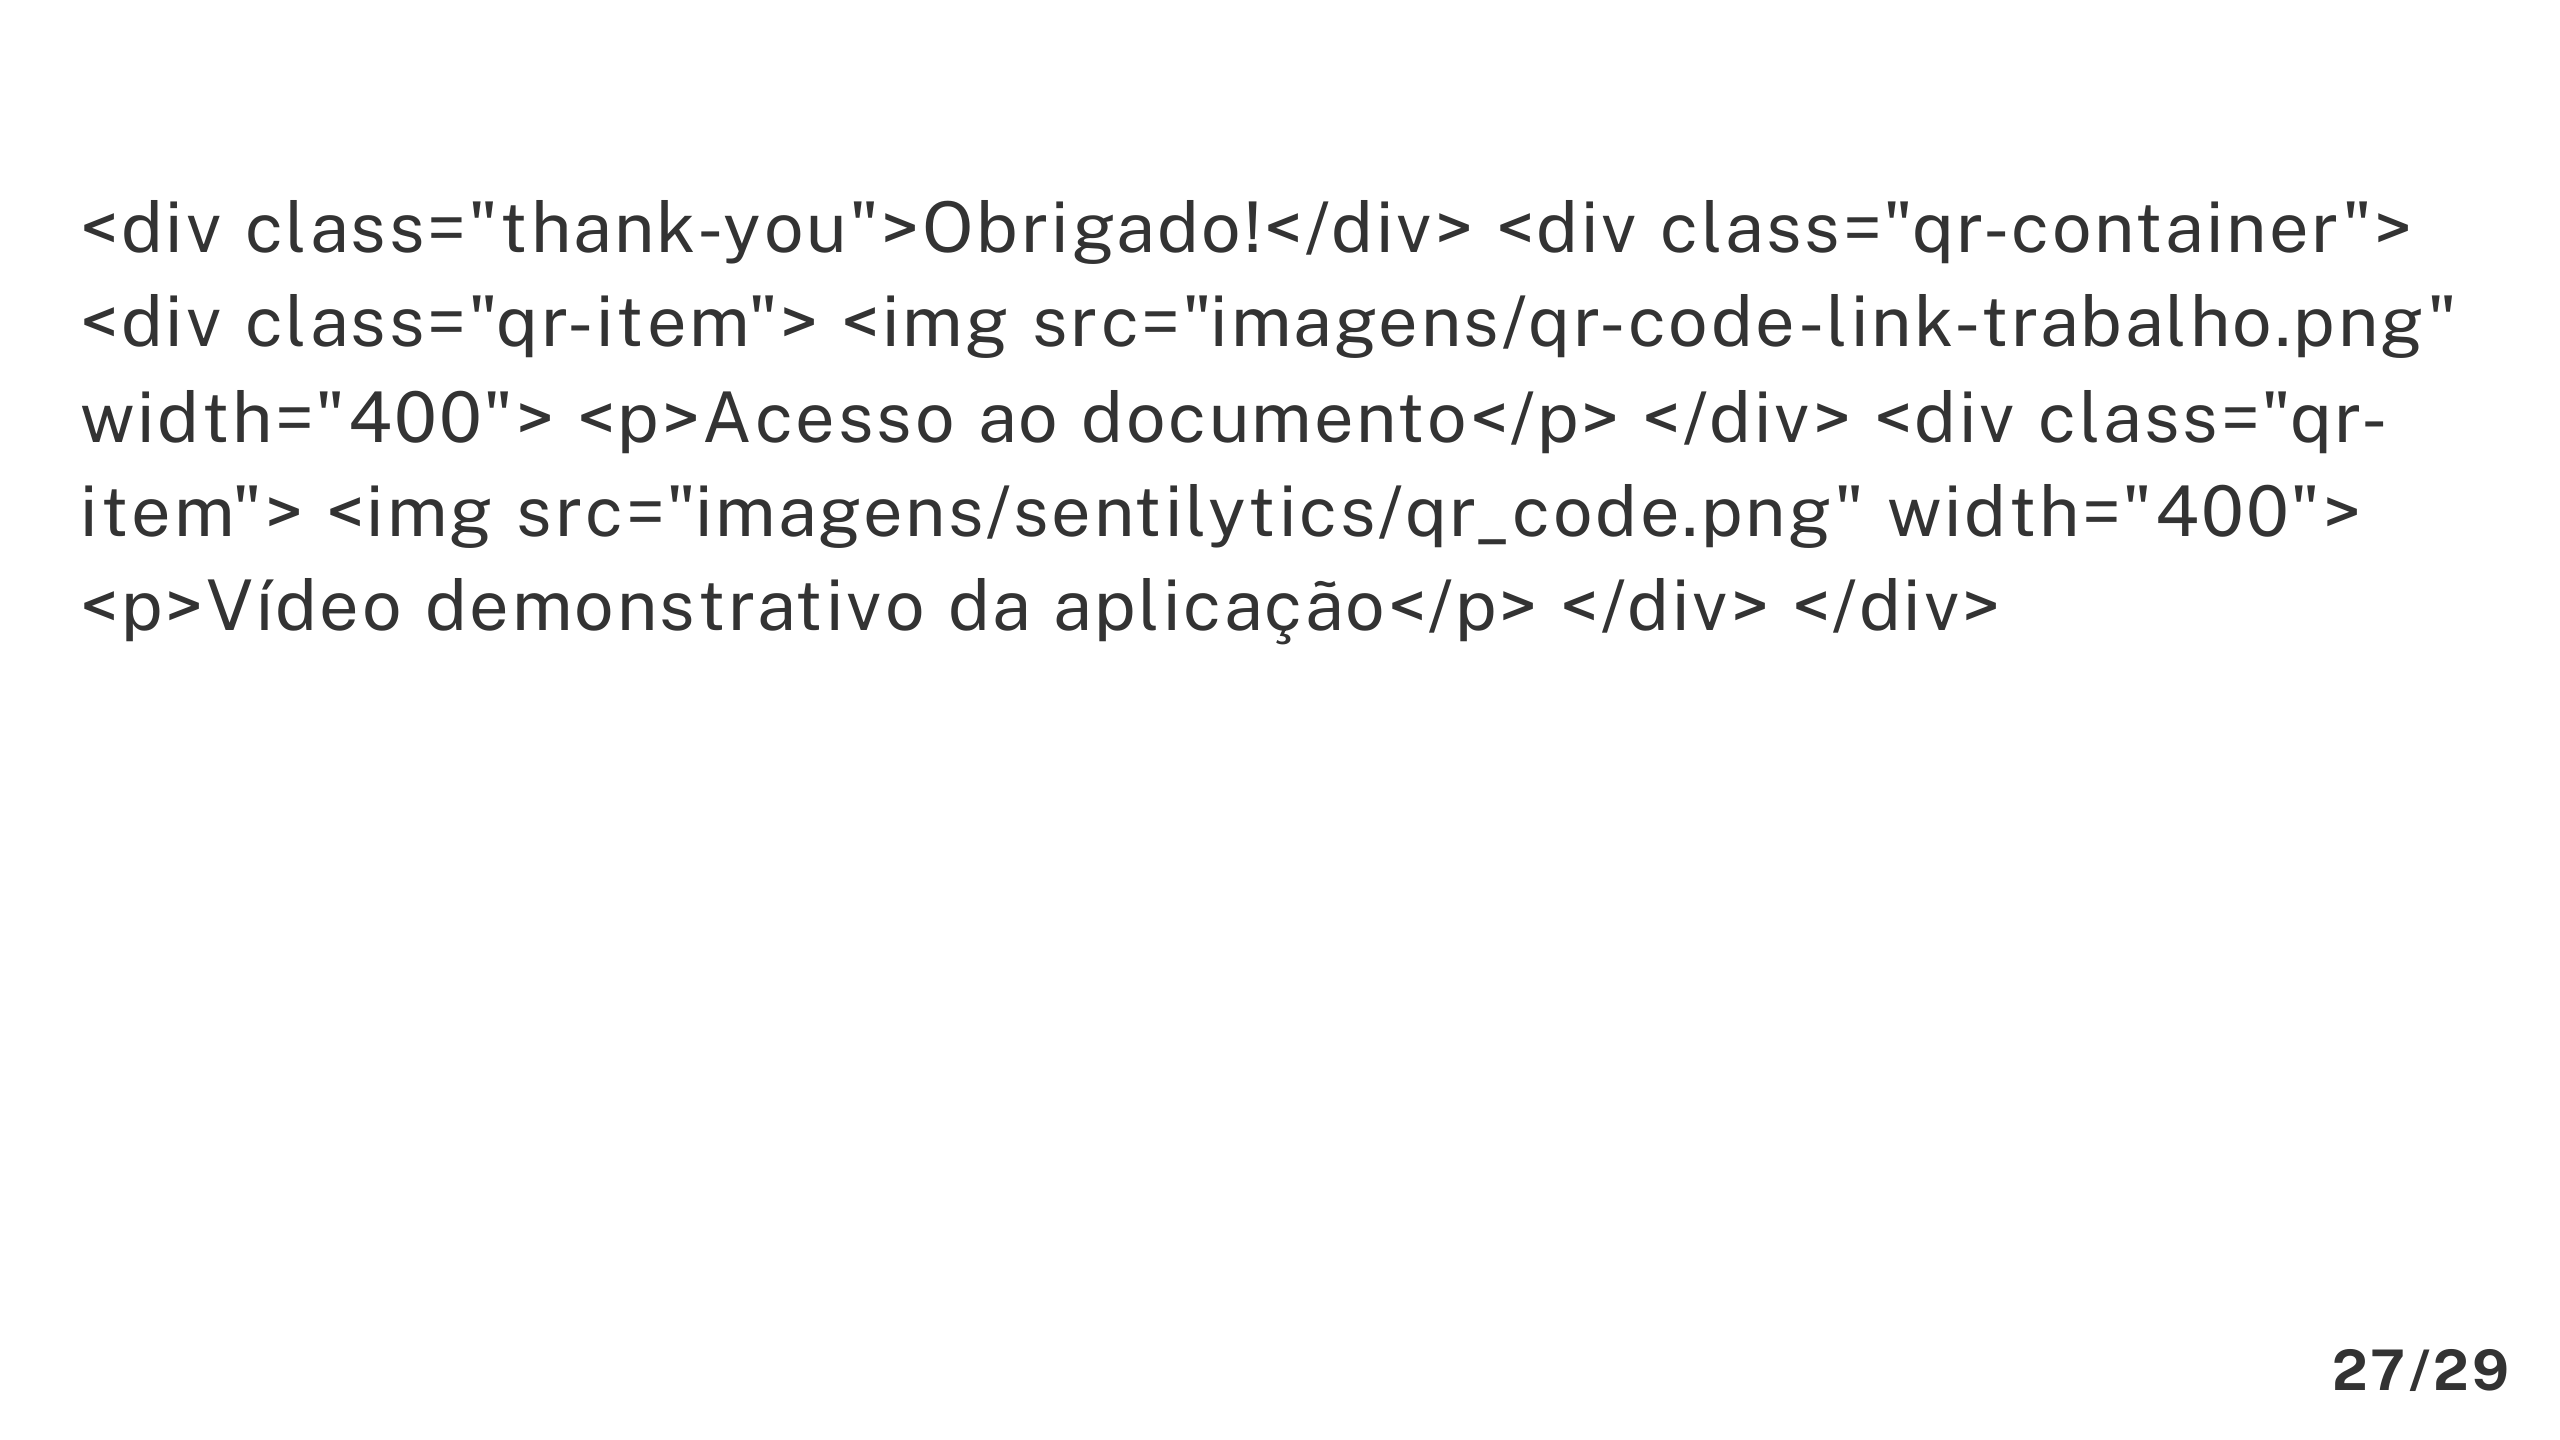 <div class="thank-you">Obrigado!</div> <div class="qr-container">
<div class="qr-item"> <img src="imagens/qr-code-link-trabalho.png"
width="400"> <p>Acesso ao documento</p> </div> <div class="qr-
item"> <img src="imagens/sentilytics/qr_code.png" width="400">
<p>Vídeo demonstrativo da aplicação</p> </div> </div>
27/29